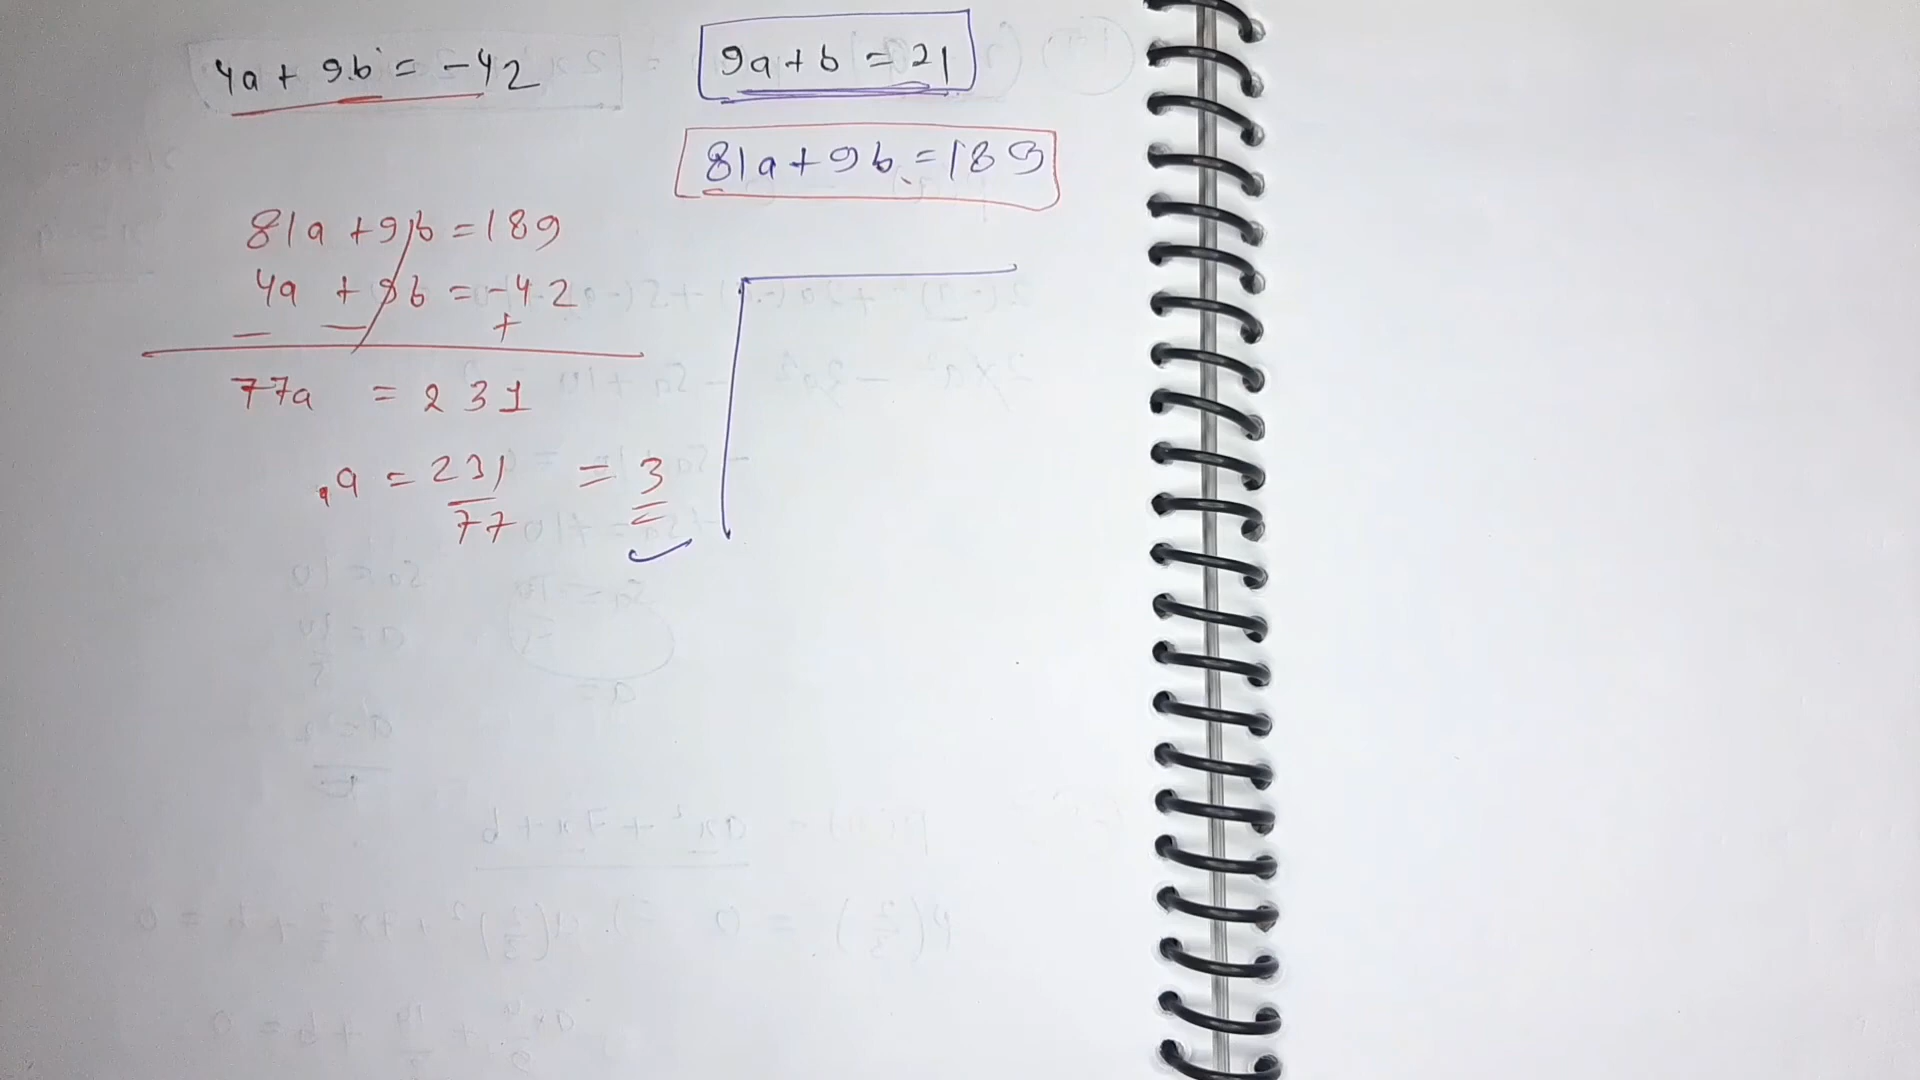 4a + 9b = -42
9a + b = 21
81a + 9b = 189
81a + 9b = 189
4a + 9b = -42
- - +
77a = 231
a = 231/77 = 3